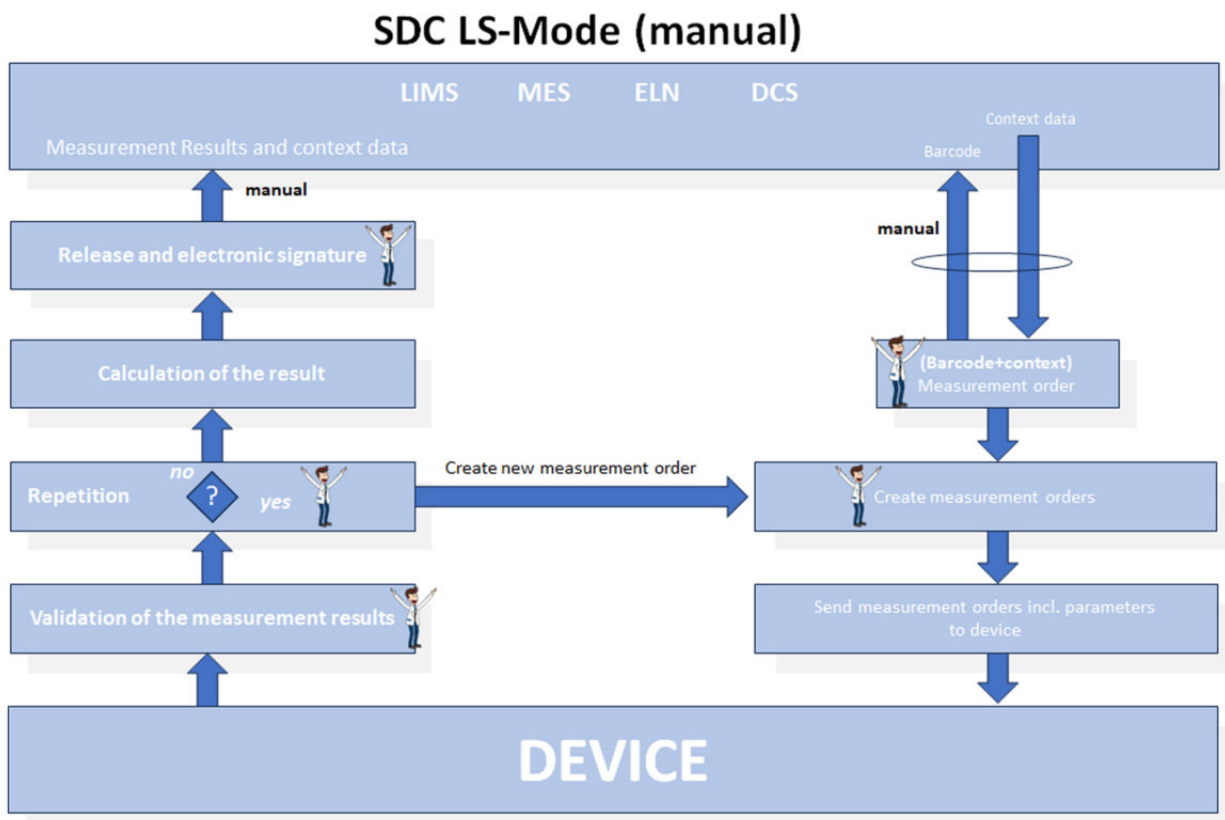 SDC LS-Mode (manual)
LIMS MES ELN DCS
Context data
Barcode
Measurement Results and context data
manual
manual
Release and electronic signature
(Barcode+context)
Measurement order
Calculation of the result
Create new measurement order
no
Repetition
?
yes
Create measurement orders
Validation of the measurement results
Send measurement orders incl. parameters
to device
DEVICE